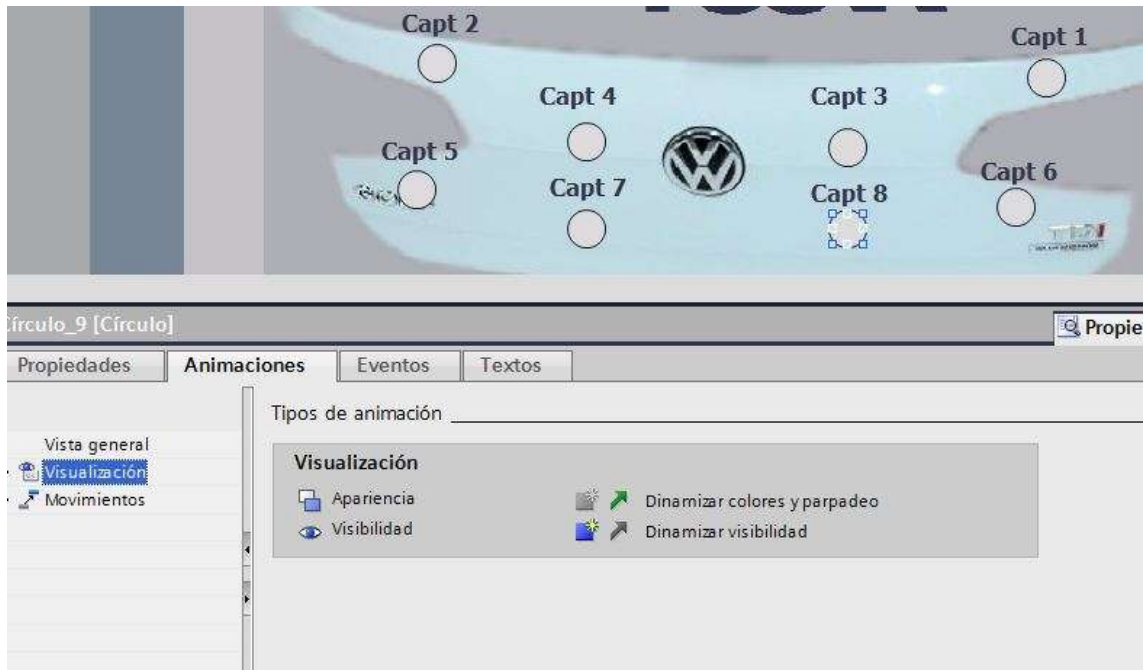 Capt 2
Capt 1
Capt 4
Capt 3
Capt 5
Capt 6
Capt 7
Capt 8
Círculo_9 [Círculo]
Propie
Propiedades
Animaciones
Eventos
Textos
Tipos de animación
Vista general
Visualización
Movimientos
Visualización
Apariencia
Dinamizar colores y parpadeo
Visibilidad
Dinamizar visibilidad